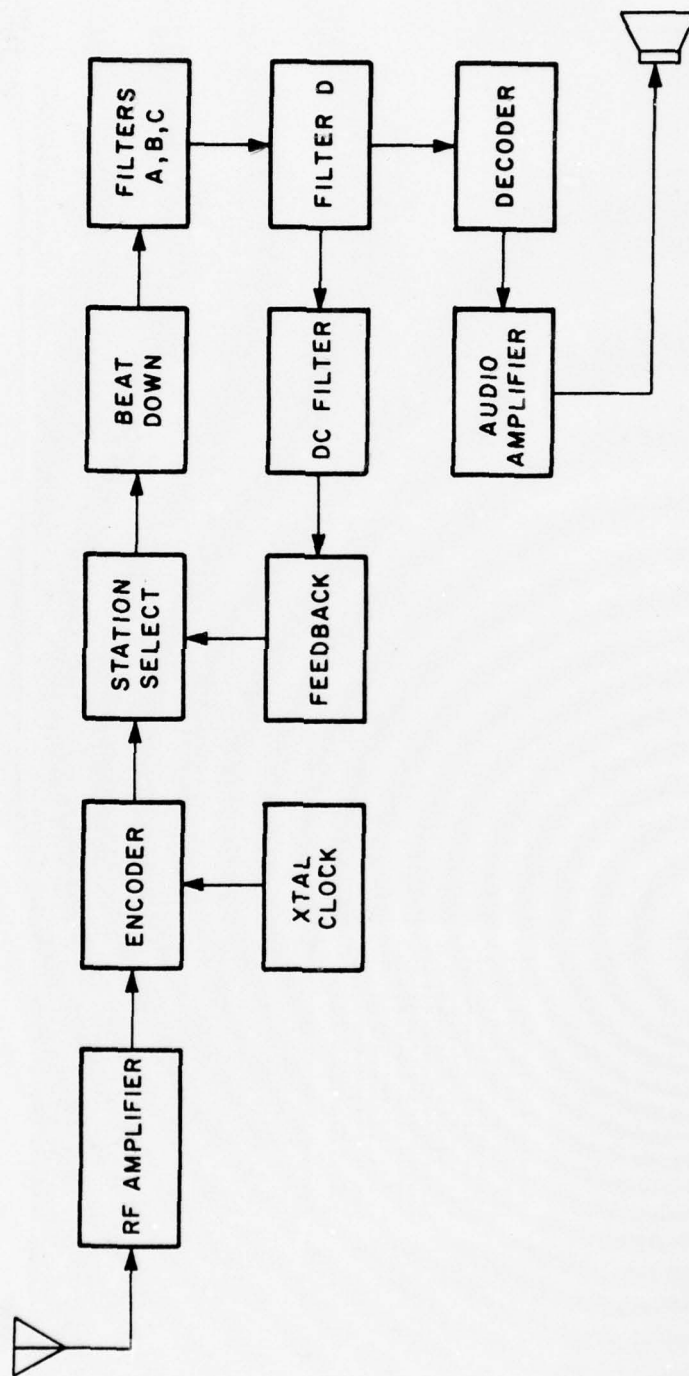 RF AMPLIFIER
ENCODER
STATION
SELECT
BEAT
DOWN
FILTERS
A, B, C
XTAL
CLOCK
FEEDBACK
DC FILTER
FILTER D
AUDIO
AMPLIFIER
DECODER